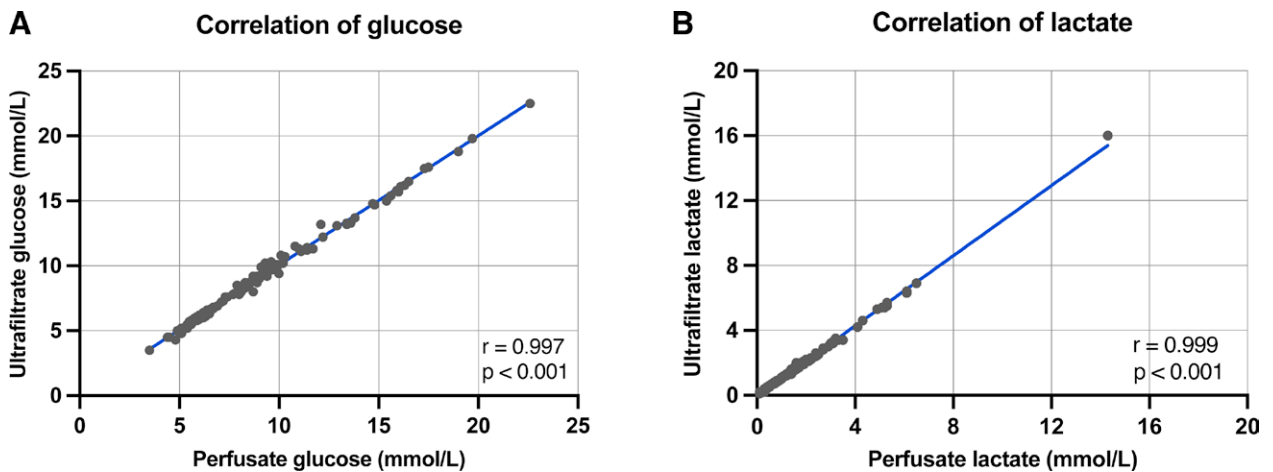 A
Correlation of glucose
Ultrafiltrate glucose (mmol/L)
25
20
15
10
5
0
r = 0.997
p < 0.001
0 5 10 15 20 25
Perfusate glucose (mmol/L)
B
Correlation of lactate
Ultrafiltrate lactate (mmol/L)
20
16
12
8
4
0
r = 0.999
p < 0.001
0 4 8 12 16 20
Perfusate lactate (mmol/L)